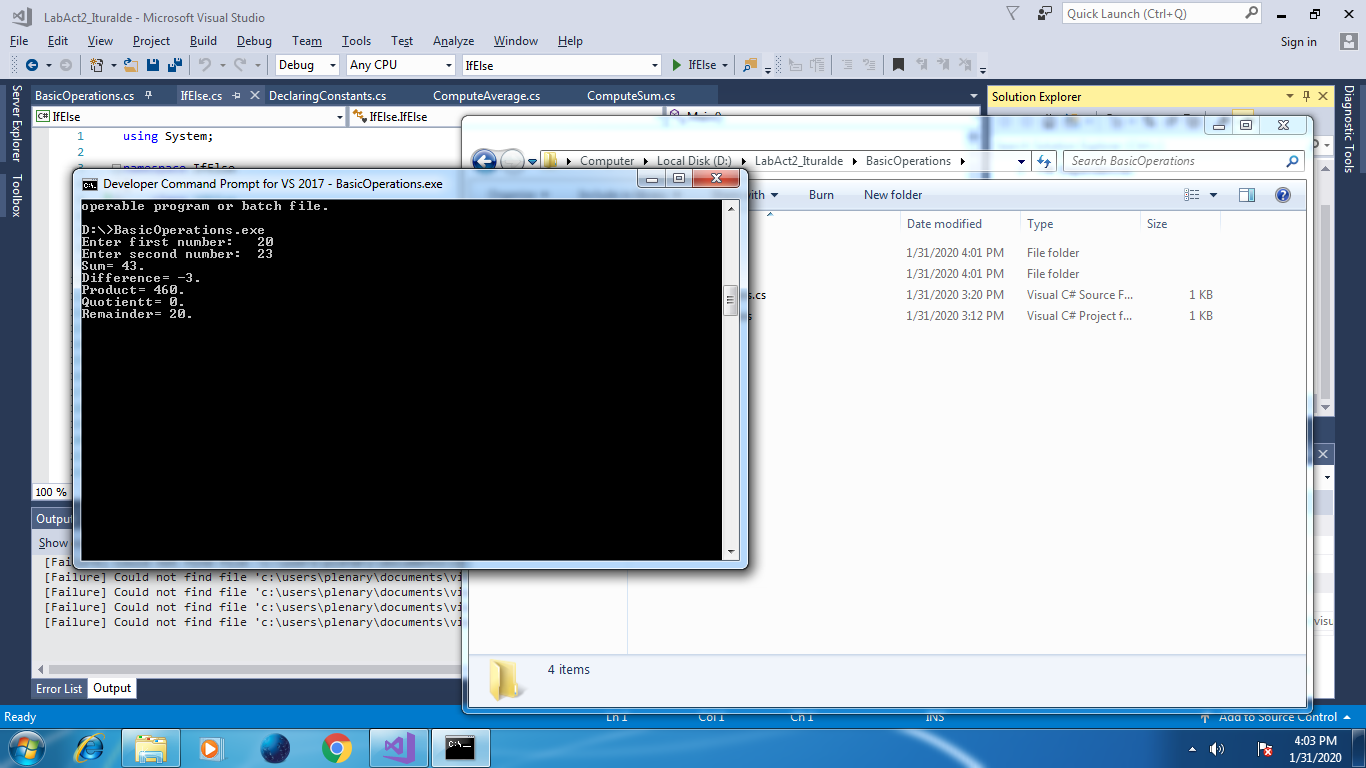 LabAct2_Ituralde - Microsoft Visual Studio
Quick Launch (Ctrl+Q)
File Edit View Project Build Debug Team Tools Test Analyze Window Help
Sign in
Debug Any CPU IfElse IfElse
BasicOperations.cs IfElse.cs DeclaringConstants.cs ComputeAverage.cs ComputeSum.cs
Solution Explorer
Server Explorer
Toolbox
Diagnostic Tools
IfElse IfElse.IfElse
1 using System;
2
3 namespace IfElse
Computer Local Disk (D:) LabAct2_Ituralde BasicOperations
Search BasicOperations
with Burn New folder
Date modified Type Size
1/31/2020 4:01 PM File folder
1/31/2020 4:01 PM File folder
s.cs 1/31/2020 3:20 PM Visual C# Source F... 1 KB
s 1/31/2020 3:12 PM Visual C# Project f... 1 KB
4 items
Developer Command Prompt for VS 2017 - BasicOperations.exe
operable program or batch file.
D:\>BasicOperations.exe
Enter first number: 20
Enter second number: 23
Sum= 43.
Difference= -3.
Product= 460.
Quotientt= 0.
Remainder= 20.
100 %
Output
Show
[Failure] Could not find file 'c:\users\plenary\documents\vi
[Failure] Could not find file 'c:\users\plenary\documents\vi
[Failure] Could not find file 'c:\users\plenary\documents\vi
[Failure] Could not find file 'c:\users\plenary\documents\vi
visu
Error List Output
Ready Ln 1 Col 1 Ch 1 INS Add to Source Control
4:03 PM
1/31/2020